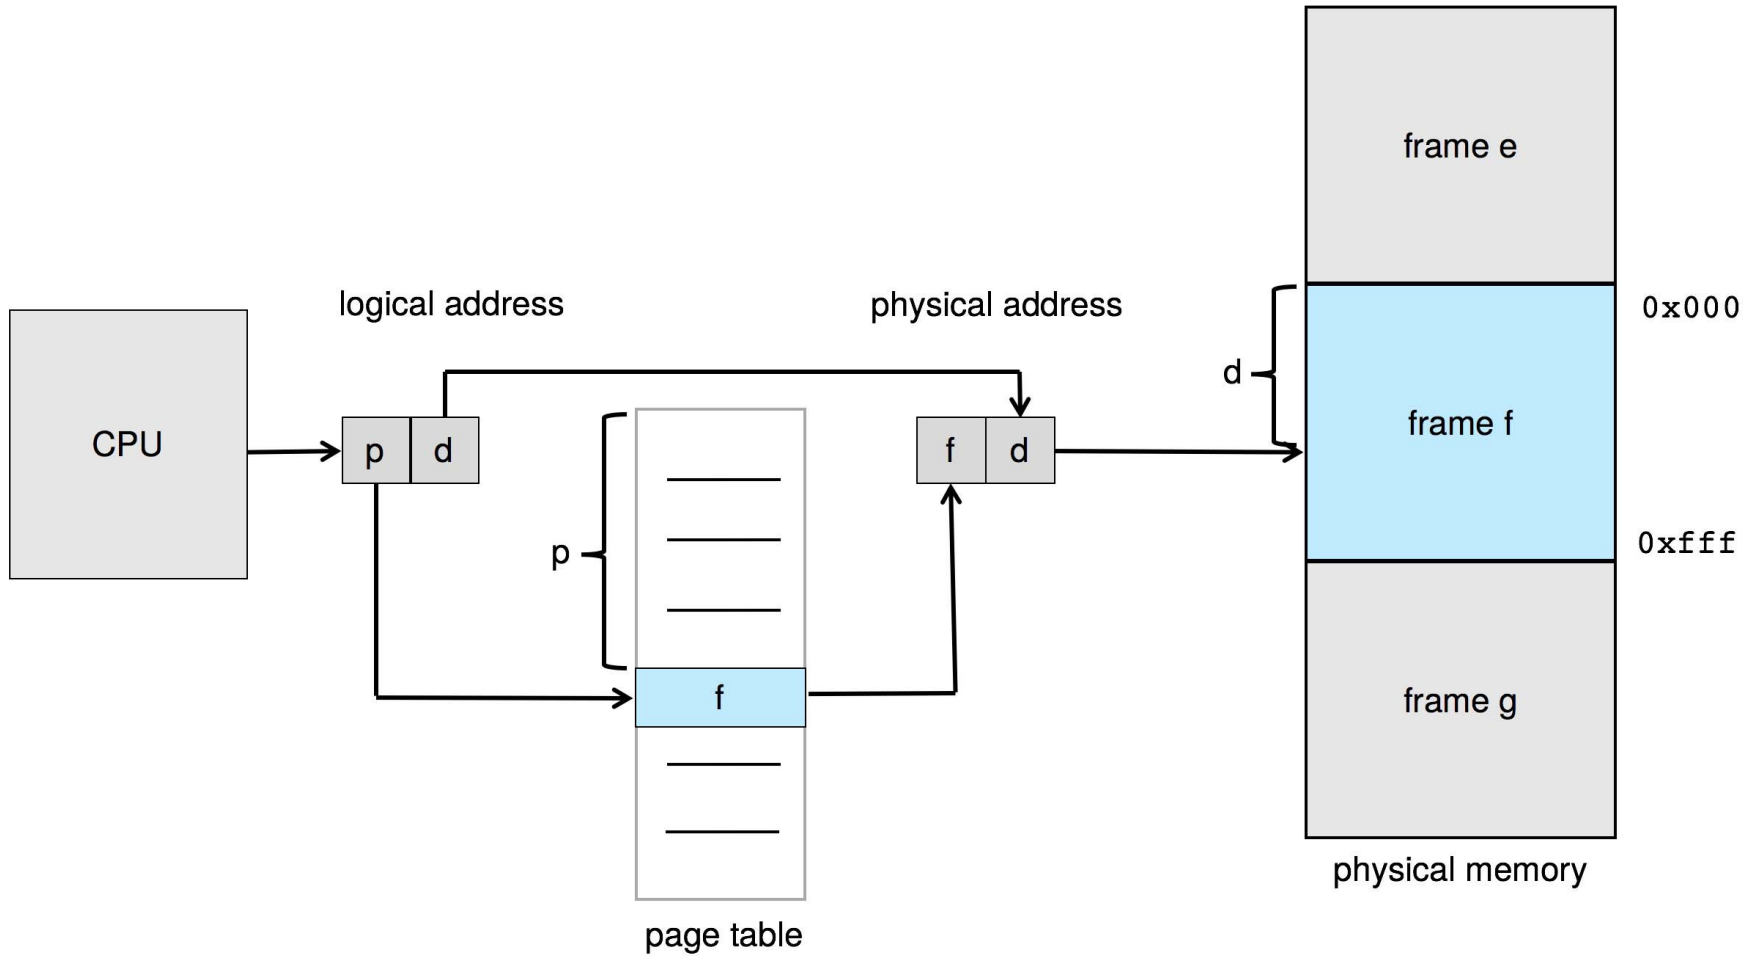 frame e
logical address
physical address
0x000
d
CPU
p
d
f
d
frame f
p
0xfff
f
frame g
physical memory
page table